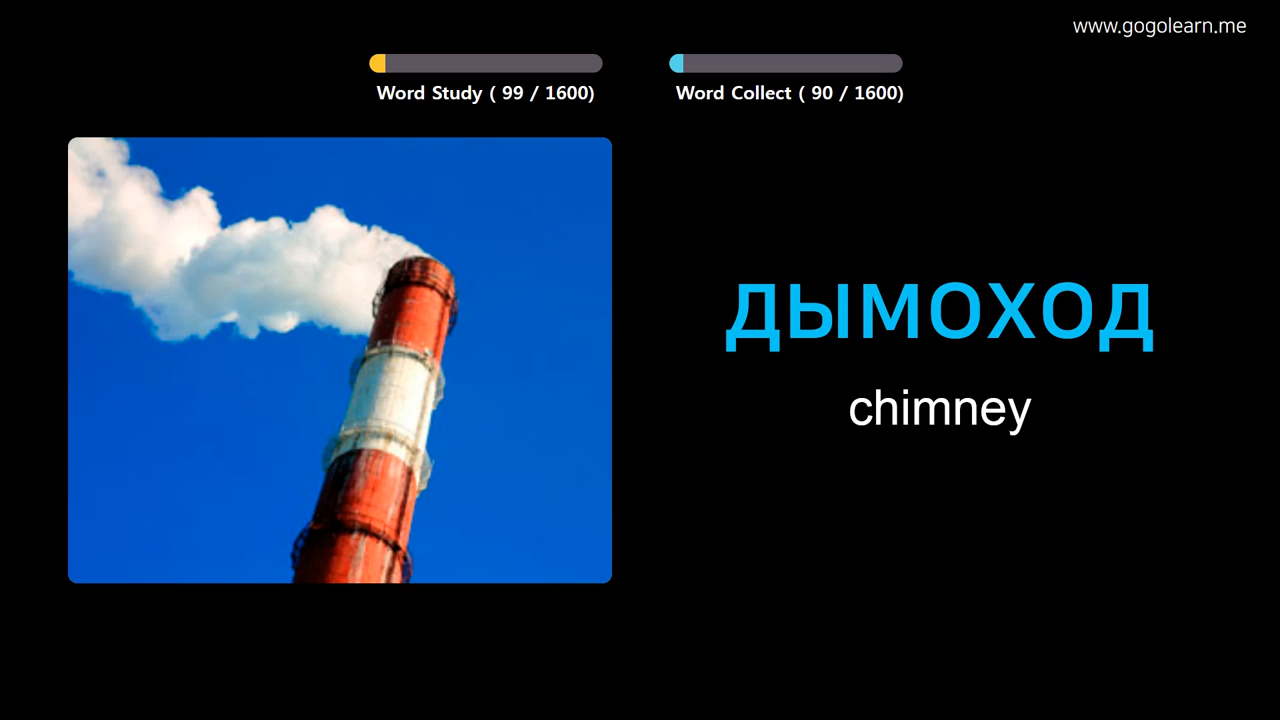 www.gogolearn.me
Word Study ( 99 / 1600)
Word Collect ( 90 / 1600)
ДЫМОХОД
chimney